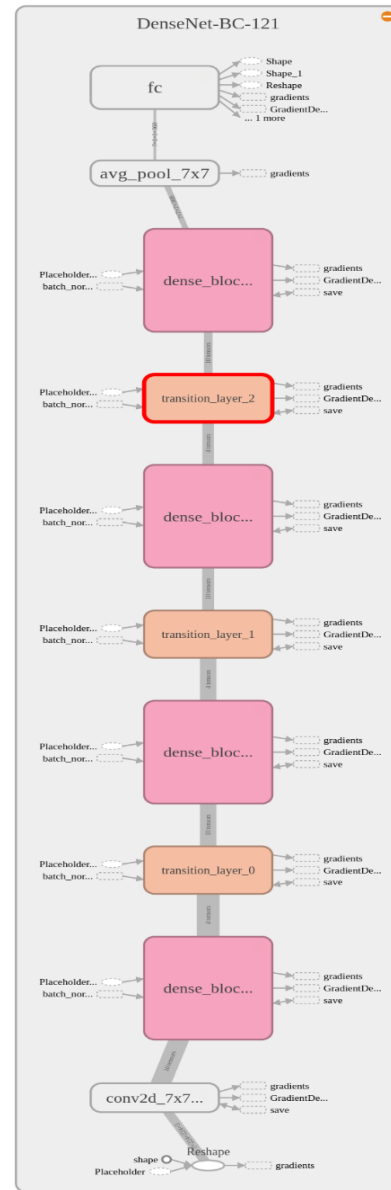 DenseNet-BC-121
Shape
Shape_1
Reshape
fc
gradients
GradientDe...
... 1 more
avg_pool_7x7
gradients
Placeholder...
batch_nor...
dense_bloc...
gradients
GradientDe...
save
Placeholder...
batch_nor...
transition_layer_2
gradients
GradientDe...
save
Placeholder...
batch_nor...
dense_bloc...
gradients
GradientDe...
save
Placeholder...
batch_nor...
transition_layer_1
gradients
GradientDe...
save
Placeholder...
batch_nor...
dense_bloc...
gradients
GradientDe...
save
Placeholder...
batch_nor...
transition_layer_0
gradients
GradientDe...
save
Placeholder...
batch_nor...
dense_bloc...
gradients
GradientDe...
save
conv2d_7x7...
gradients
GradientDe...
save
Reshape
shape
Placeholder
gradients